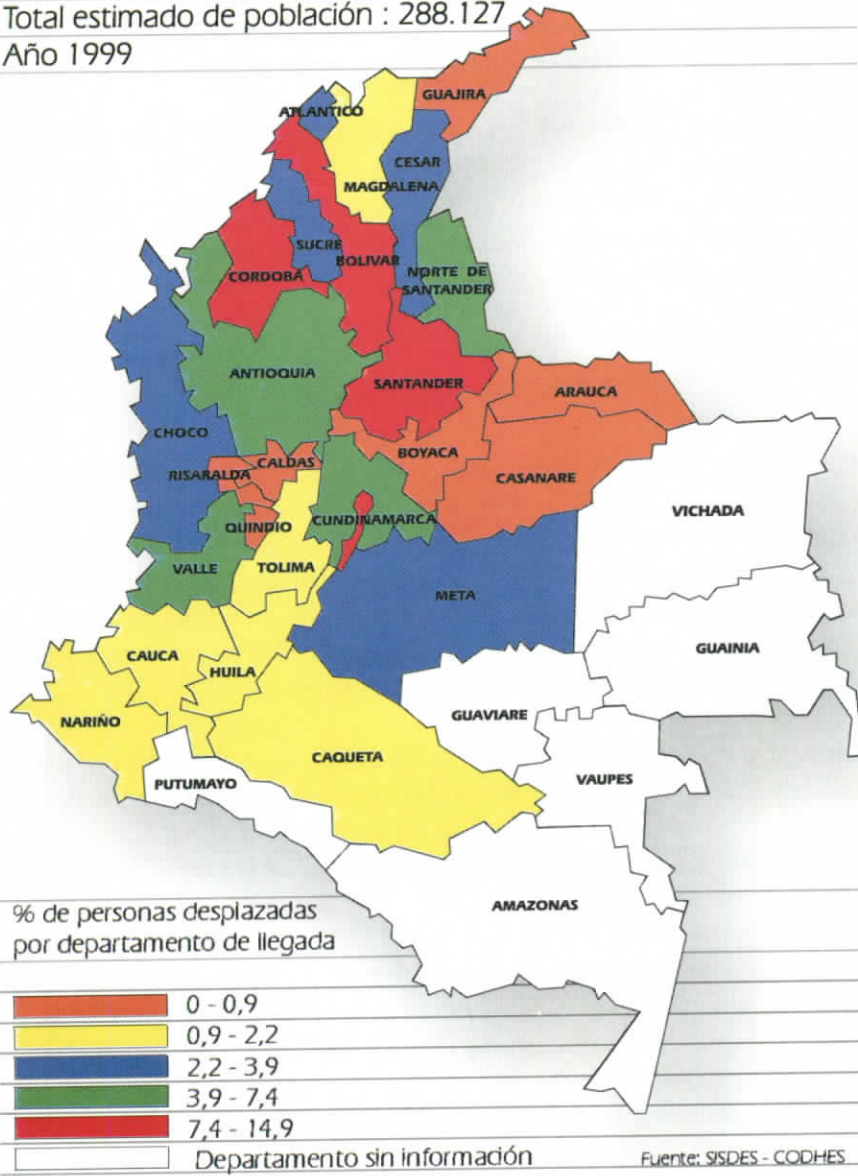 Total estimado de población : 288.127
Año 1999
GUAJIRA
ATLANTICO
CESAR
MAGDALENA
SUCRE
BOLIVAR
CORDOBA
NORTE DE
SANTANDER
ANTIOQUIA
SANTANDER
ARAUCA
CHOCO
BOYACA
CALDAS
RISARALDA
CASANARE
VICHADA
QUINDIO
CUNDINAMARCA
VALLE
TOLIMA
META
GUAINIA
CAUCA
HUILA
GUAVIARE
NARIÑO
CAQUETA
VAUPES
PUTUMAYO
AMAZONAS
% de personas desplazadas
por departamento de llegada
0 - 0,9
0,9 - 2,2
2,2 - 3,9
3,9 - 7,4
7,4 - 14,9
Departamento sin información
Fuente: SISDES - CODHES